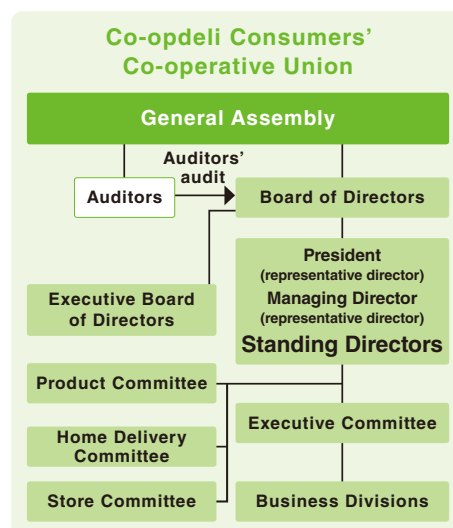 Co-opdeli Consumers'
Co-operative Union
General Assembly
Auditors'
audit
Auditors
Board of Directors
Executive Board
of Directors
President
(representative director)
Managing Director
(representative director)
Standing Directors
Product Committee
Executive Committee
Home Delivery
Committee
Store Committee
Business Divisions